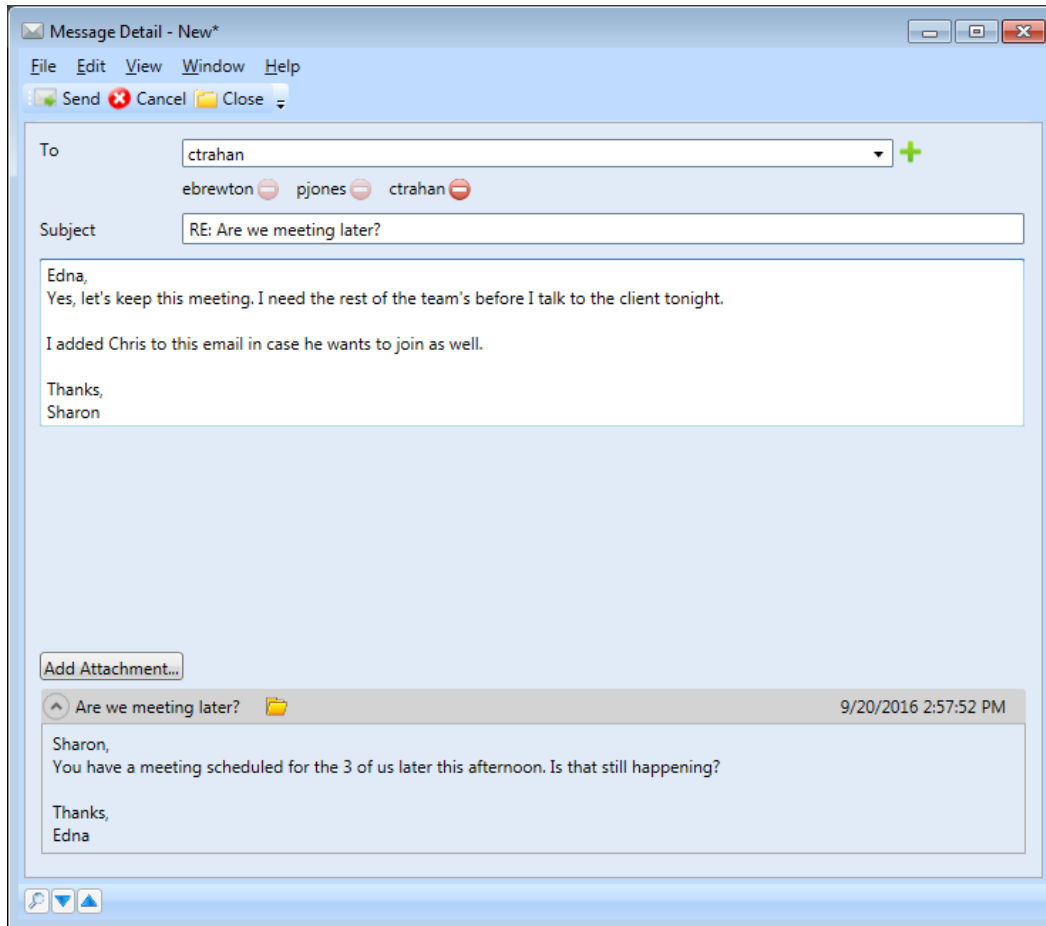 Message Detail - New*
File Edit View Window Help
Send Cancel Close
To ctrahan
ebrewton pjones ctrahan
Subject RE: Are we meeting later?
Edna,
Yes, let's keep this meeting. I need the rest of the team's before I talk to the client tonight.
I added Chris to this email in case he wants to join as well.
Thanks,
Sharon
Add Attachment...
Are we meeting later? 9/20/2016 2:57:52 PM
Sharon,
You have a meeting scheduled for the 3 of us later this afternoon. Is that still happening?
Thanks,
Edna